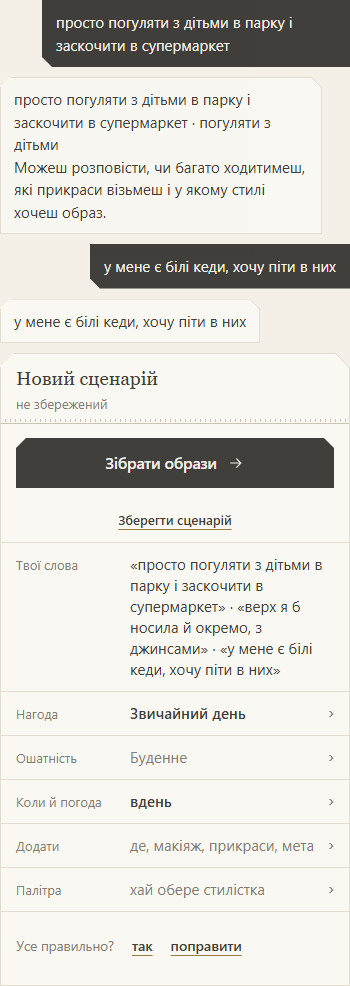 просто погуляти з дітьми в парку і
заскочити в супермаркет
просто погуляти з дітьми в парку і
заскочити в супермаркет · погуляти з
дітьми
Можеш розповісти, чи багато ходитимеш,
які прикраси візьмеш і у якому стилі
хочеш образ.
у мене є білі кеди, хочу піти в них
у мене є білі кеди, хочу піти в них
Новий сценарій
не збережений
Зібрати образи →
Зберегти сценарій
Твої слова
«просто погуляти з дітьми в
парку і заскочити в
супермаркет» · «верх я б
носила й окремо, з
джинсами» · «у мене є білі
кеди, хочу піти в них»
Нагода Звичайний день ›
Ошатність Буденне ›
Коли й погода вдень ›
Додати де, макіяж, прикраси, мета ›
Палітра хай обере стилістка ›
Усе правильно? так поправити